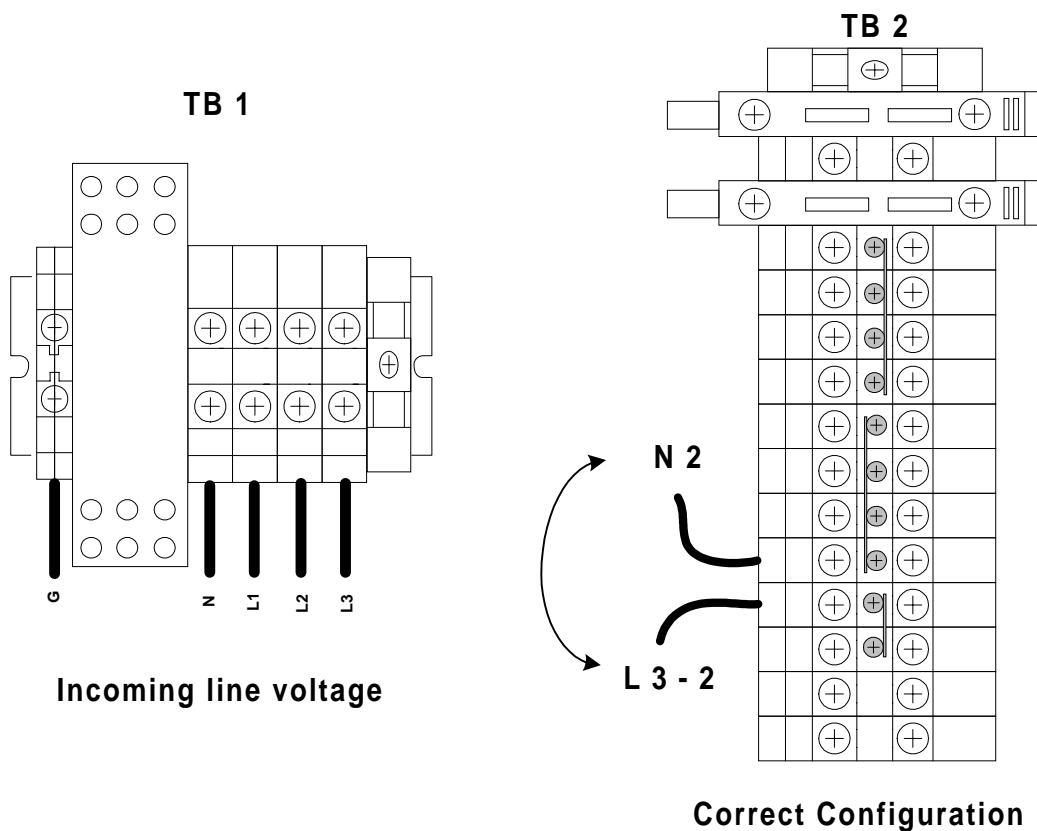 TB 2
TB 1
N 2
G
N
L1
L2
L3
L 3 - 2
Incoming line voltage
Correct Configuration